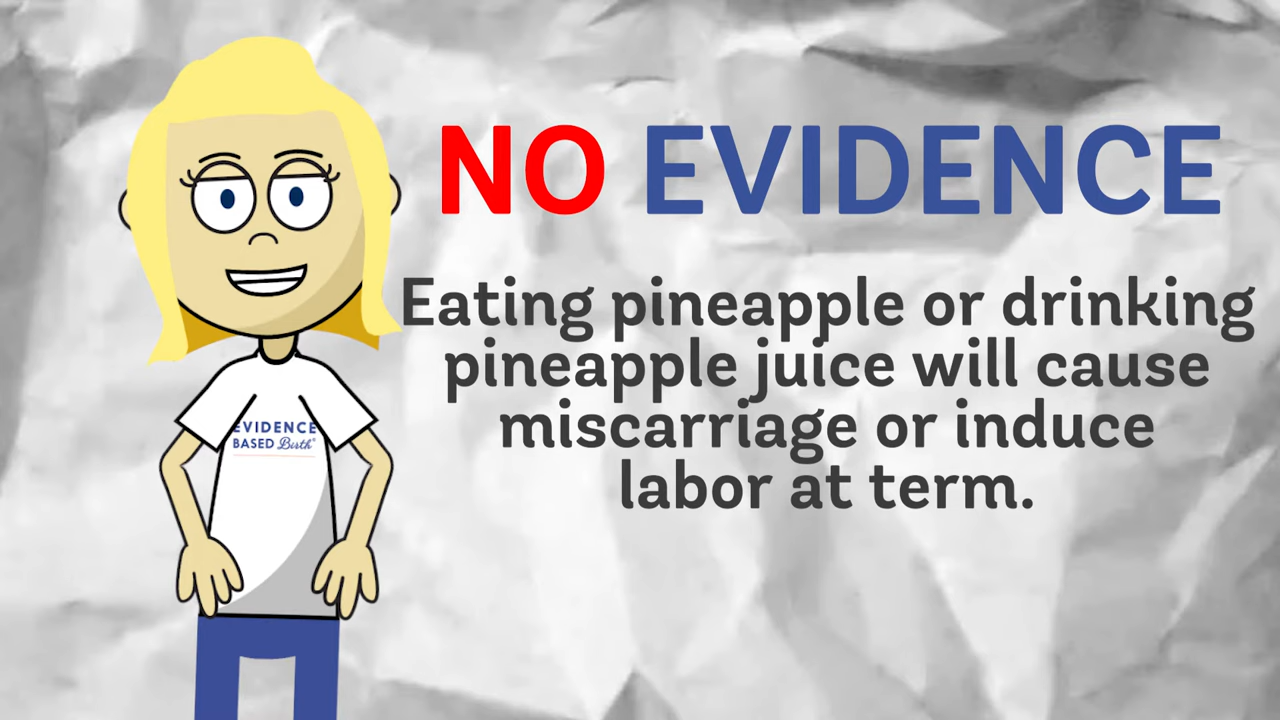 NO EVIDENCE
Eating pineapple or drinking
pineapple juice will cause
miscarriage or induce
labor at term.
EVIDENCE
BASED Birth®